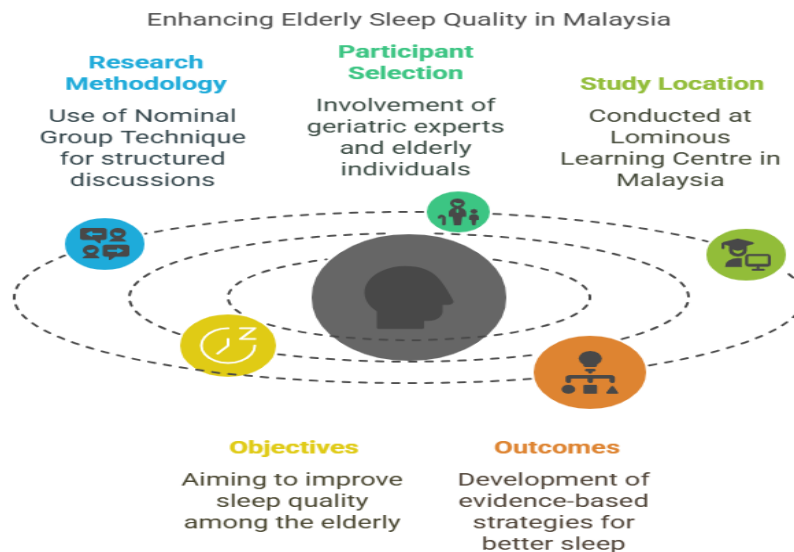 Enhancing Elderly Sleep Quality in Malaysia
Research
Methodology
Use of Nominal
Group Technique
for structured
discussions
Participant
Selection
Involvement of
geriatric experts
and elderly
individuals
Study Location
Conducted at
Lominous
Learning Centre in
Malaysia
Z
Objectives
Aiming to improve
sleep quality
among the elderly
Outcomes
Development of
evidence-based
strategies for
better sleep